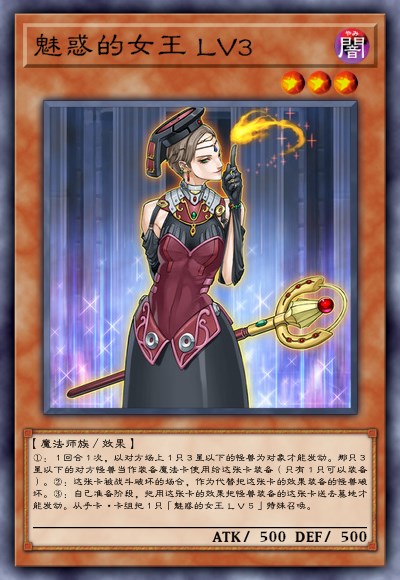 魅惑的女王 LV3
やみ
闇
【魔法师族／效果】
①：1回合1次，以对方场上1只3星以下的怪兽为对象才能发动。那只3
星以下的对方怪兽当作装备魔法卡使用给这张卡装备（只有1只可以装备
）。②：这张卡被战斗破坏的场合，作为代替把这张卡的效果装备的怪兽破
坏。③：自己准备阶段，把用这张卡的效果把怪兽装备的这张卡送去墓地才
能发动。从手卡·卡组把1只「魅惑的女王 LV5」特殊召唤。
ATK / 500 DEF / 500